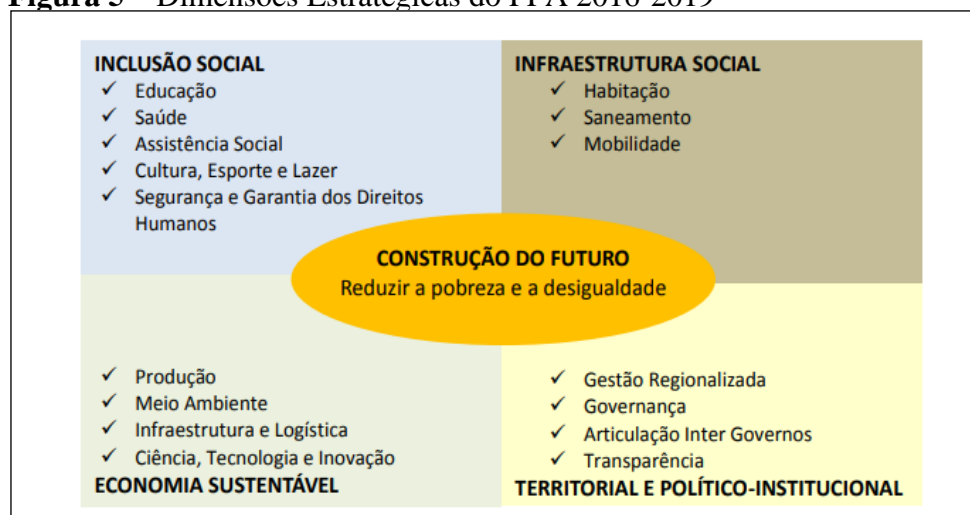 Figura 5 – Dimensões Estratégicas do PPA 2016-2019
INCLUSÃO SOCIAL
✓ Educação
✓ Saúde
✓ Assistência Social
✓ Cultura, Esporte e Lazer
✓ Segurança e Garantia dos Direitos
Humanos
INFRAESTRUTURA SOCIAL
✓ Habitação
✓ Saneamento
✓ Mobilidade
CONSTRUÇÃO DO FUTURO
Reduzir a pobreza e a desigualdade
✓ Produção
✓ Meio Ambiente
✓ Infraestrutura e Logística
✓ Ciência, Tecnologia e Inovação
ECONOMIA SUSTENTÁVEL
✓ Gestão Regionalizada
✓ Governança
✓ Articulação Inter Governos
✓ Transparência
TERRITORIAL E POLÍTICO-INSTITUCIONAL